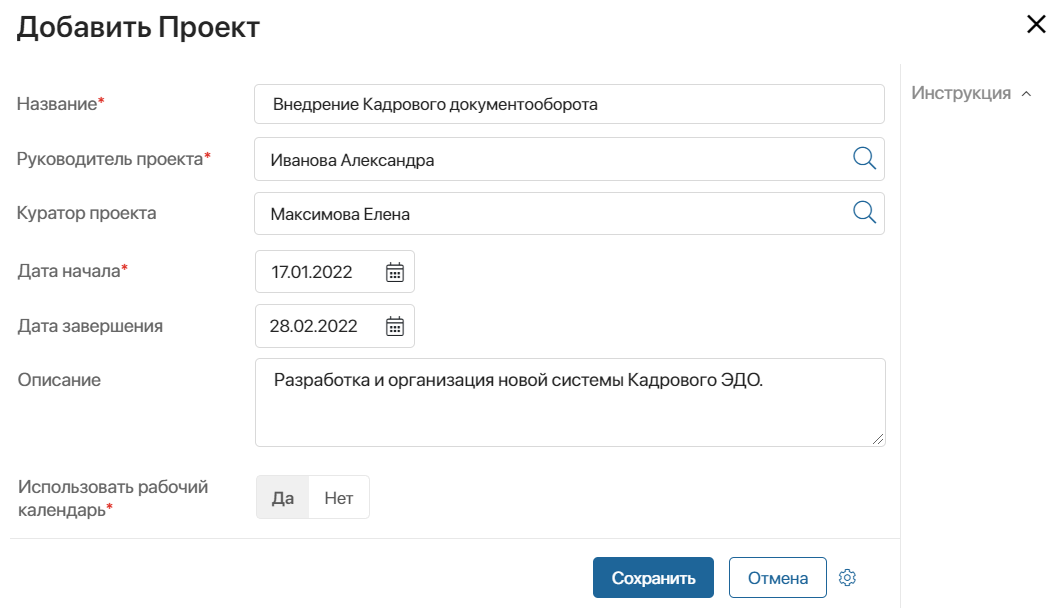 Добавить Проект
Название*
Внедрение Кадрового документооборота
Инструкция
Руководитель проекта*
Иванова Александра
Куратор проекта
Максимова Елена
Дата начала*
17.01.2022
Дата завершения
28.02.2022
Описание
Разработка и организация новой системы Кадрового ЭДО.
Использовать рабочий
календарь*
Да
Нет
Сохранить
Отмена